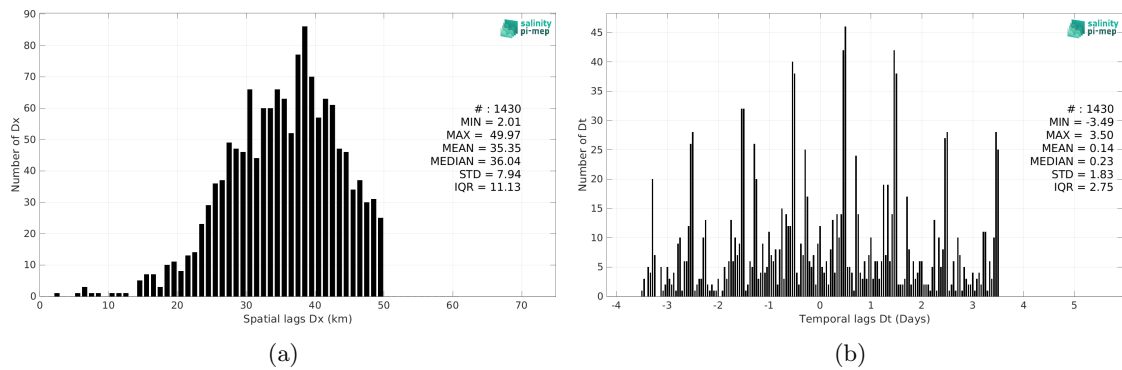 90
80
70
60
50
40
30
20
10
0
0 10 20 30 40 50 60 70
Number of Dx
Spatial lags Dx (km)
salinity
pi-mep
# : 1430
MIN = 2.01
MAX = 49.97
MEAN = 35.35
MEDIAN = 36.04
STD = 7.94
IQR = 11.13
(a)
45
40
35
30
25
20
15
10
5
0
-4 -3 -2 -1 0 1 2 3 4 5
Number of Dt
Temporal lags Dt (Days)
salinity
pi-mep
# : 1430
MIN = -3.49
MAX = 3.50
MEAN = 0.14
MEDIAN = 0.23
STD = 1.83
IQR = 2.75
(b)